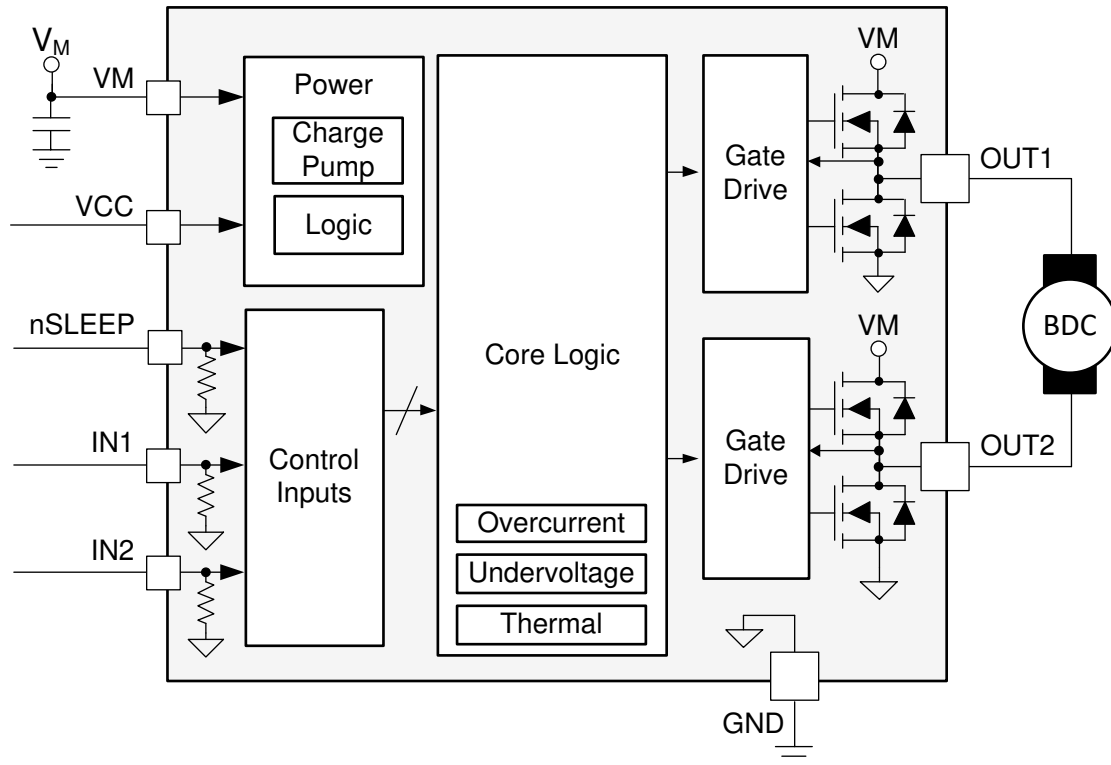 VM
VM
Power
Charge
Pump
Logic
VCC
nSLEEP
IN1
IN2
Control
Inputs
Core Logic
Overcurrent
Undervoltage
Thermal
Gate
Drive
VM
OUT1
BDC
Gate
Drive
VM
OUT2
GND